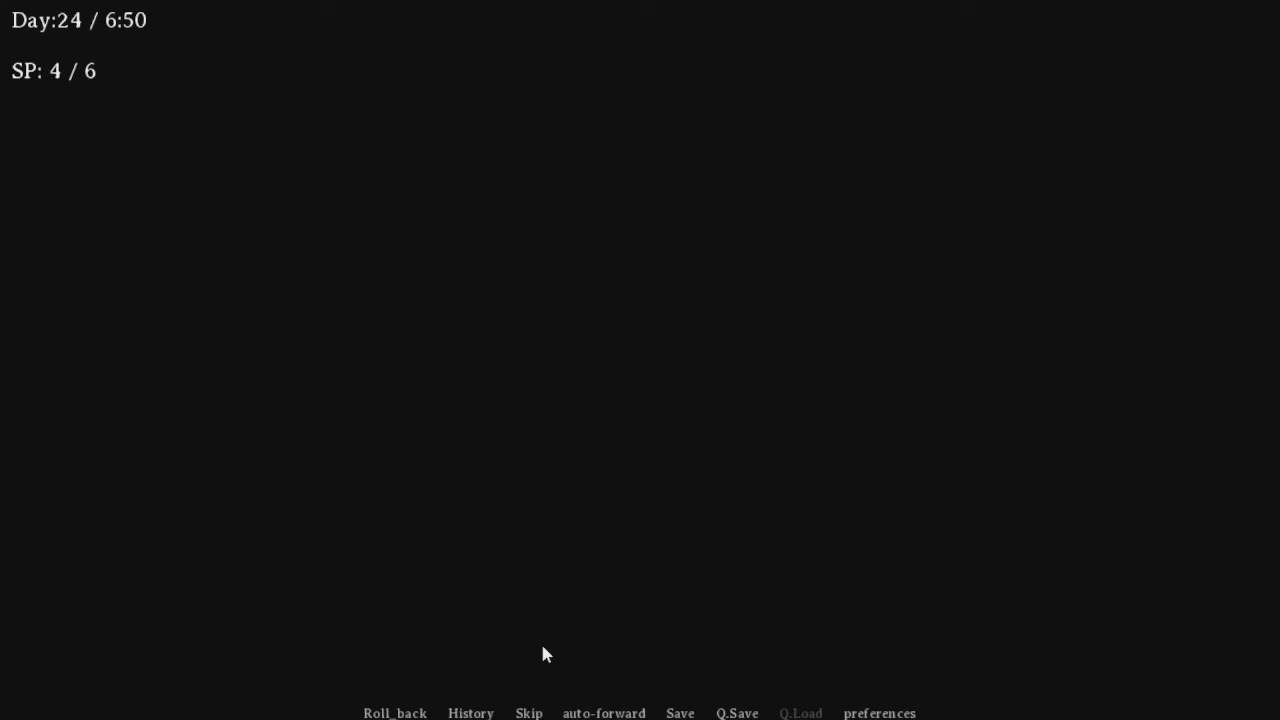 Day:24 / 6:50
SP: 4 / 6
Roll_back History Skip auto-forward Save Q.Save Q.Load preferences